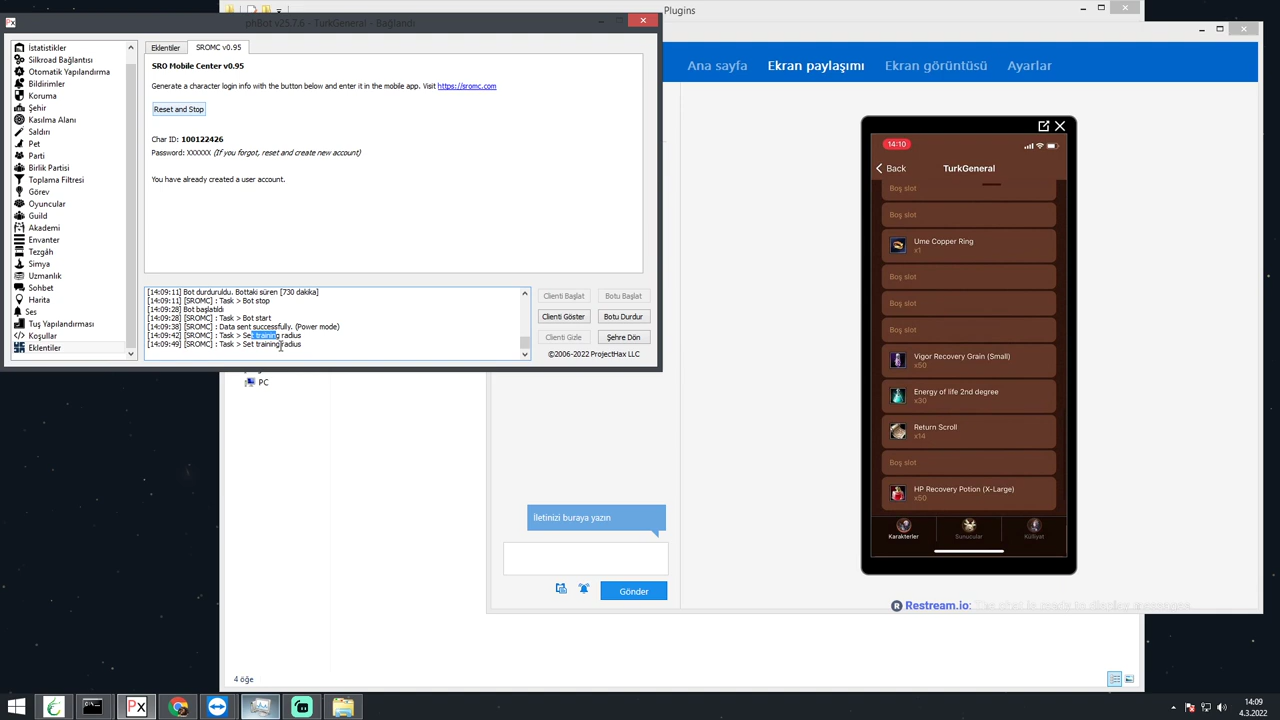 phBot v25.7.6 - TurkGeneral - Bağlandı
Plugins
İstatistikler
Silkroad Bağlantısı
Otomatik Yapılandırma
Bildirimler
Koruma
Şehir
Kasılma Alanı
Saldırı
Pet
Parti
Birlik Partisi
Toplama Filtresi
Görev
Oyuncular
Guild
Akademi
Envanter
Tezgâh
Simya
Uzmanlık
Sohbet
Harita
Ses
Tuş Yapılandırması
Koşullar
Eklentiler
Eklentiler
SROMC v0.95
SRO Mobile Center v0.95
Generate a character login info with the button below and enter it in the mobile app. Visit https://sromc.com
Reset and Stop
Char ID: 100122426
Password: XXXXXX (If you forgot, reset and create new account)
You have already created a user account.
[14:09:11] Bot durduruldu. Bottaki süren [730 dakika]
[14:09:11] [SROMC] : Task > Bot stop
[14:09:28] Bot başlatıldı
[14:09:28] [SROMC] : Task > Bot start
[14:09:38] [SROMC] : Data sent successfully. (Power mode)
[14:09:42] [SROMC] : Task > Set training radius
[14:09:49] [SROMC] : Task > Set training radius
Clienti Başlat
Botu Başlat
Clienti Göster
Botu Durdur
Clienti Gizle
Şehre Dön
©2006-2022 ProjectHax LLC
PC
4 öğe
Ana sayfa
Ekran paylaşımı
Ekran görüntüsü
Ayarlar
İletinizi buraya yazın
Gönder
14:10
Back
TurkGeneral
Boş slot
Boş slot
Ume Copper Ring
x1
Boş slot
Boş slot
Boş slot
Vigor Recovery Grain (Small)
x50
Energy of life 2nd degree
x30
Return Scroll
x14
Boş slot
HP Recovery Potion (X-Large)
x50
Karakterler
Sunucular
Külliyat
Restream.io:
14:09
4.3.2022